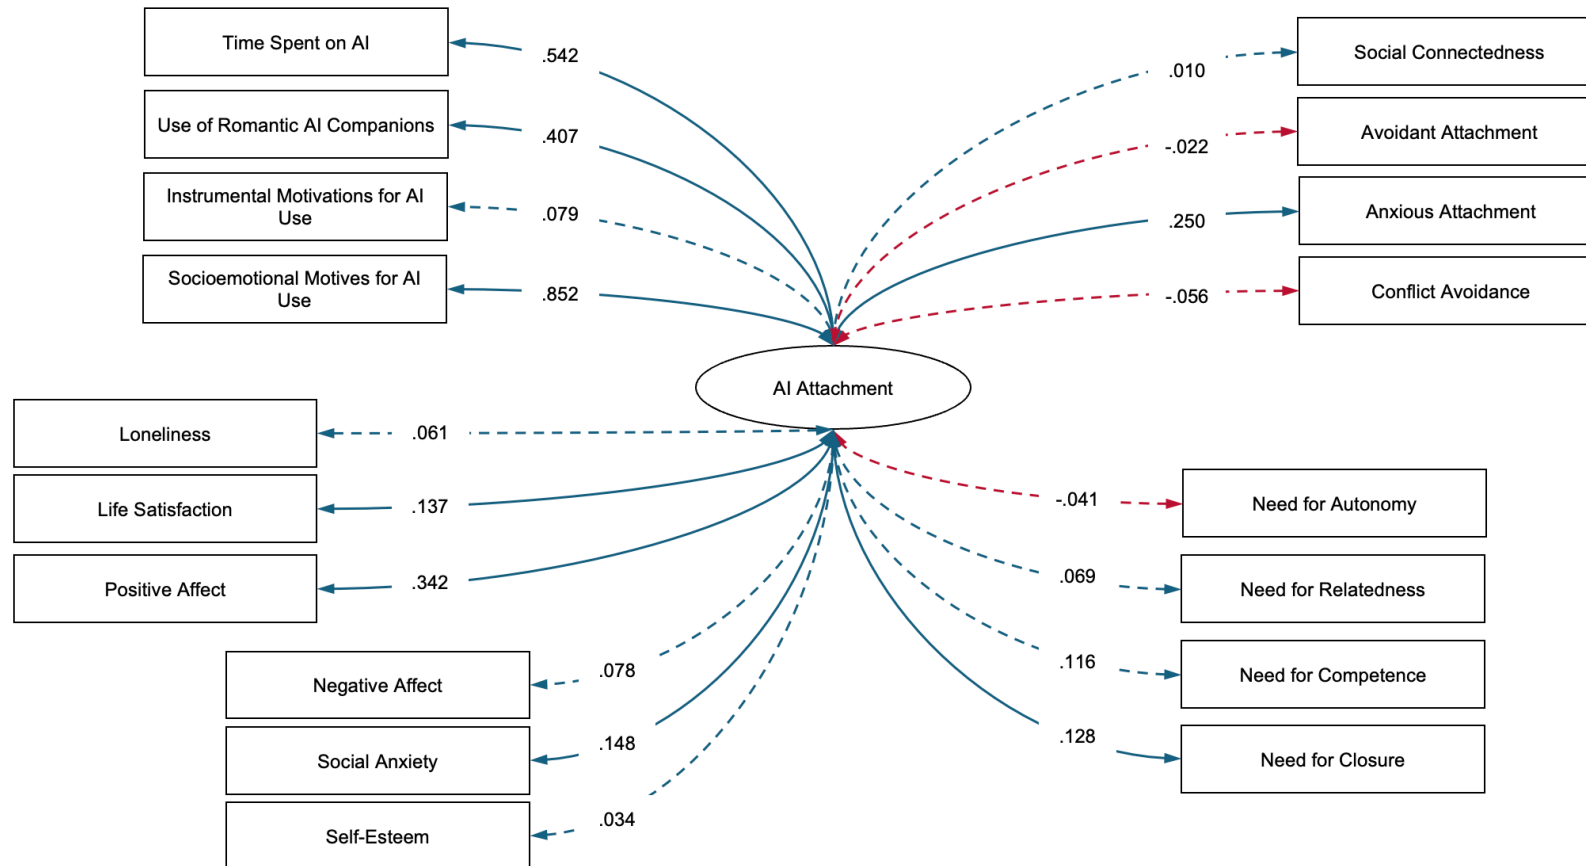 Time Spent on AI
.542
Use of Romantic AI Companions
.407
Instrumental Motivations for AI
Use
.079
Socioemotional Motives for AI
Use
.852
Social Connectedness
.010
Avoidant Attachment
-.022
Anxious Attachment
.250
Conflict Avoidance
-.056
AI Attachment
Loneliness
.061
Life Satisfaction
.137
Positive Affect
.342
Negative Affect
.078
Social Anxiety
.148
Self-Esteem
.034
-.041
Need for Autonomy
.069
Need for Relatedness
.116
Need for Competence
.128
Need for Closure